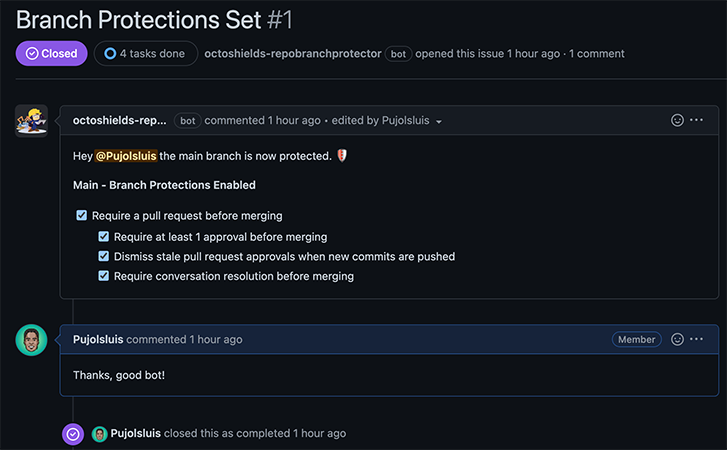 Branch Protections Set #1
Closed 4 tasks done octoshields-repobranchprotector bot opened this issue 1 hour ago · 1 comment
octoshields-rep... bot commented 1 hour ago • edited by Pujolsluis
Hey @Pujolsluis the main branch is now protected.
Main - Branch Protections Enabled
Require a pull request before merging
Require at least 1 approval before merging
Dismiss stale pull request approvals when new commits are pushed
Require conversation resolution before merging
Pujolsluis commented 1 hour ago Member
Thanks, good bot!
Pujolsluis closed this as completed 1 hour ago